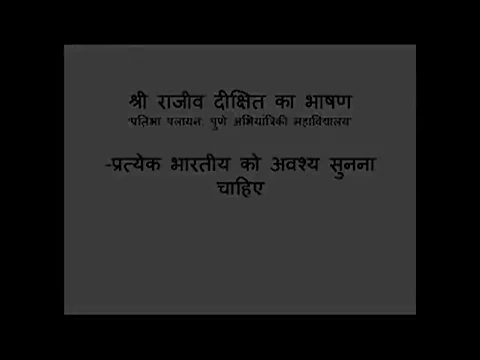 श्री राजीव दीक्षित का भाषण
'प्रतिभा पलायन: पुणे अभियांत्रिकी महाविद्यालय'
-प्रत्येक भारतीय को अवश्य सुनना
चाहिए